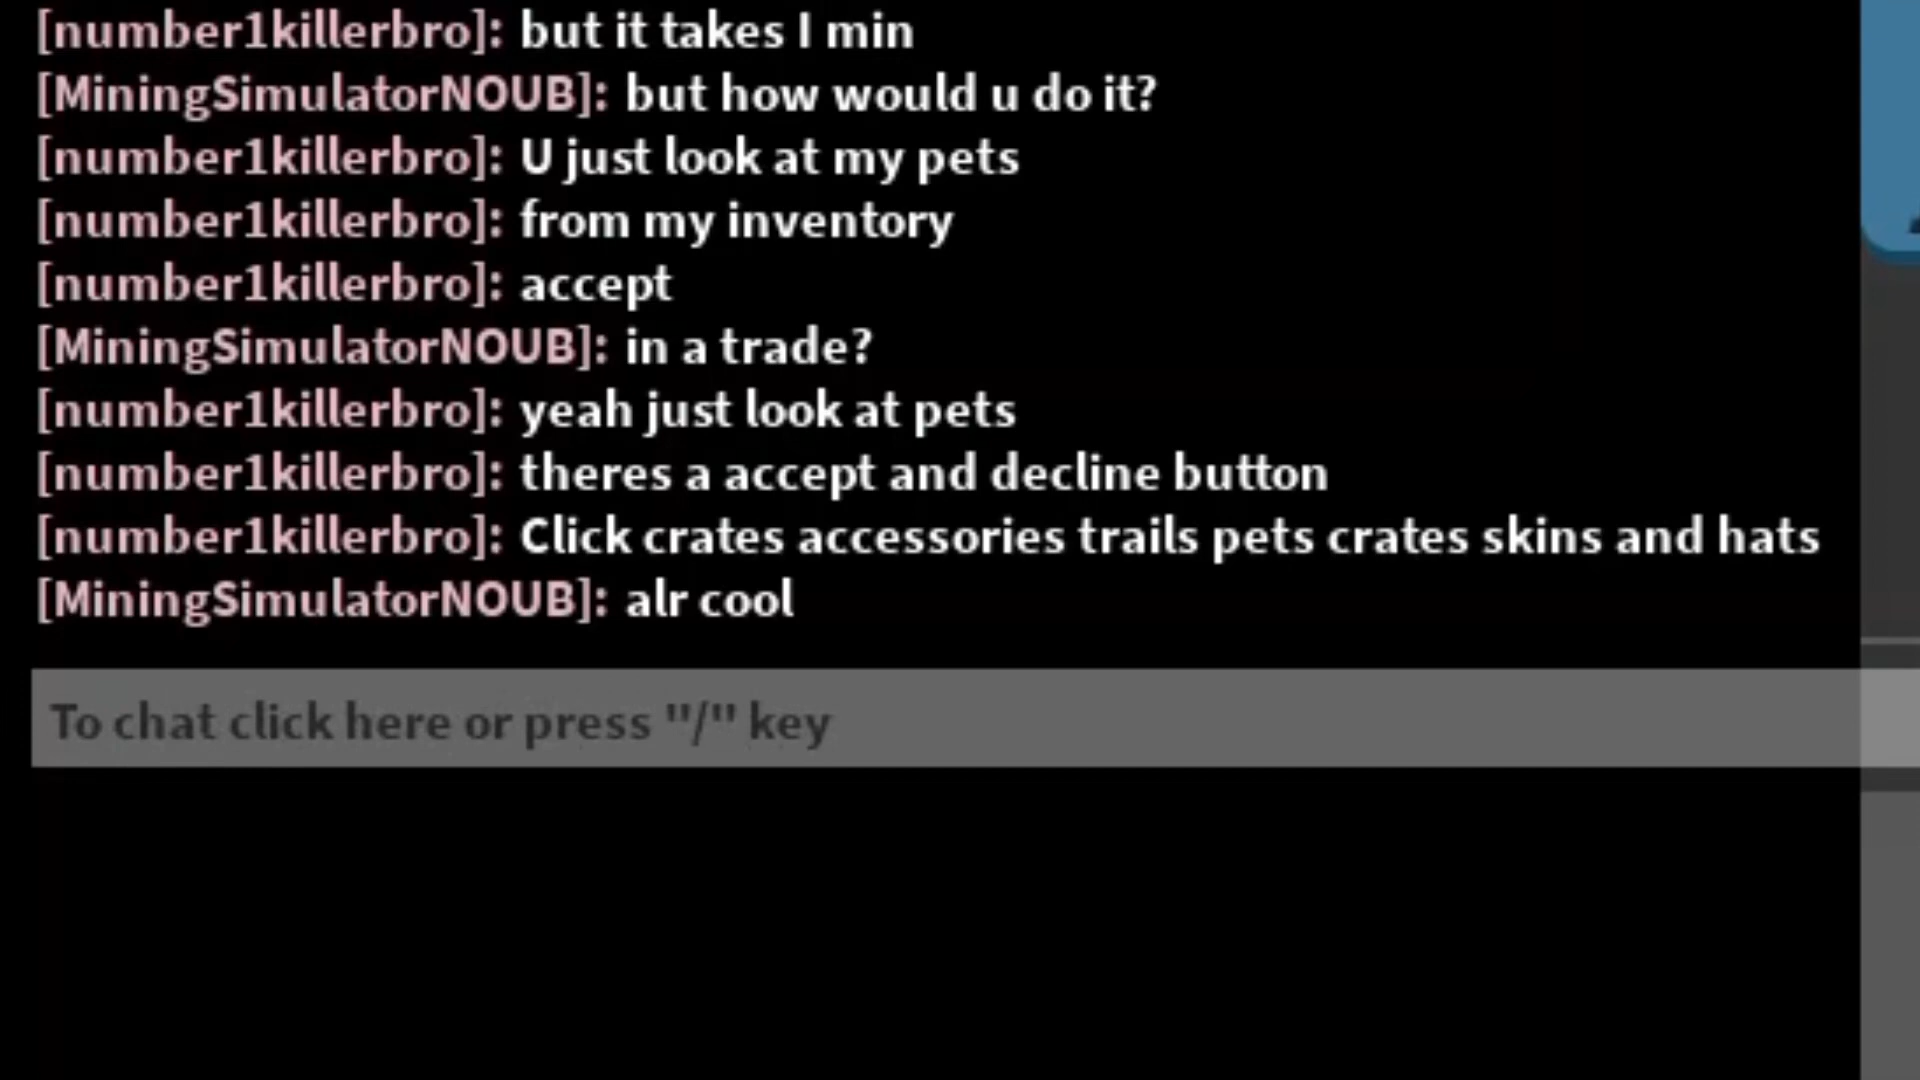 [number1killerbro]: but it takes I min
[MiningSimulatorNOUB]: but how would u do it?
[number1killerbro]: U just look at my pets
[number1killerbro]: from my inventory
[number1killerbro]: accept
[MiningSimulatorNOUB]: in a trade?
[number1killerbro]: yeah just look at pets
[number1killerbro]: theres a accept and decline button
[number1killerbro]: Click crates accessories trails pets crates skins and hats
[MiningSimulatorNOUB]: alr cool
To chat click here or press "/" key